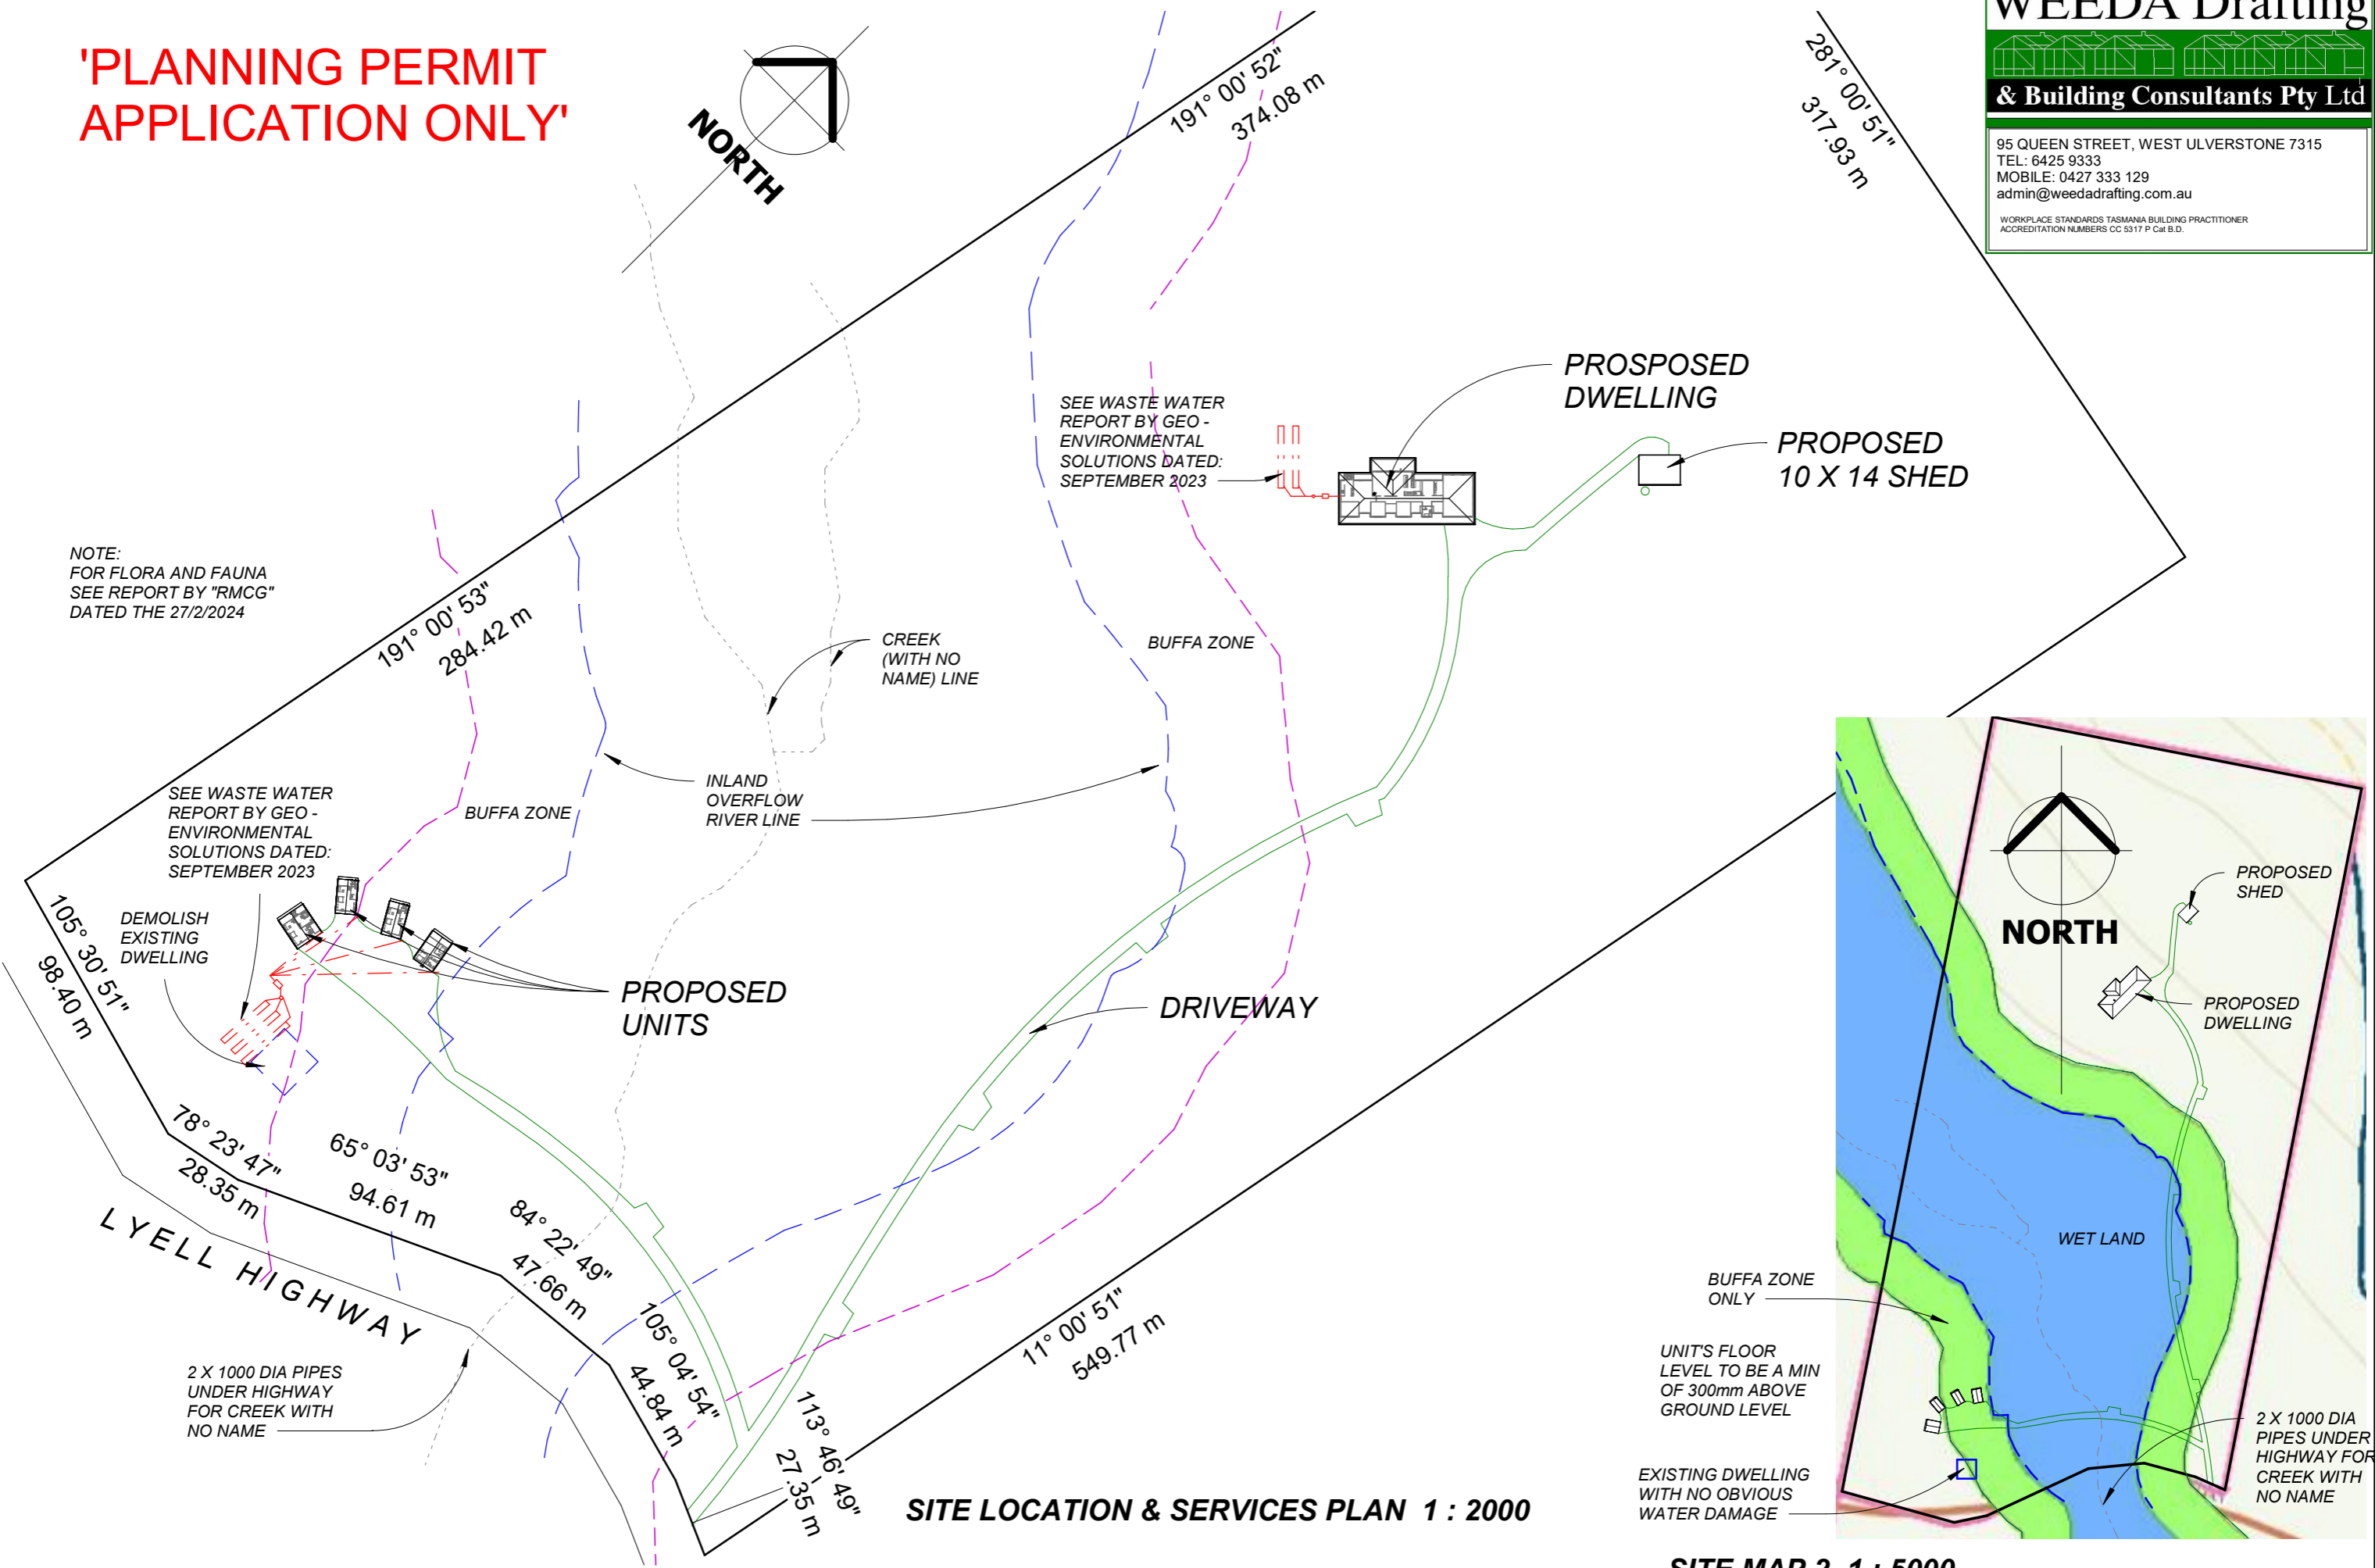 'PLANNING PERMIT
APPLICATION ONLY'
NORTH
WEEDA Drafting
& Building Consultants Pty Ltd
95 QUEEN STREET, WEST ULVERSTONE 7315
TEL: 6425 9333
MOBILE: 0427 333 129
admin@weedadrafting.com.au
WORKPLACE STANDARDS TASMANIA BUILDING PRACTITIONER
ACCREDITATION NUMBERS CC 5317 P Cat B.D.
191° 00' 52"
374.08 m
281° 00' 51"
317.93 m
PROSPOSED
DWELLING
SEE WASTE WATER
REPORT BY GEO -
ENVIRONMENTAL
SOLUTIONS DATED:
SEPTEMBER 2023
PROPOSED
10 X 14 SHED
NOTE:
FOR FLORA AND FAUNA
SEE REPORT BY "RMCG"
DATED THE 27/2/2024
191° 00' 53"
284.42 m
CREEK
(WITH NO
NAME) LINE
BUFFA ZONE
INLAND
OVERFLOW
RIVER LINE
BUFFA ZONE
SEE WASTE WATER
REPORT BY GEO -
ENVIRONMENTAL
SOLUTIONS DATED:
SEPTEMBER 2023
DEMOLISH
EXISTING
DWELLING
105° 30' 51"
98.40 m
PROPOSED
UNITS
DRIVEWAY
78° 23' 47"
28.35 m
65° 03' 53"
94.61 m
84° 22' 49"
47.66 m
105° 04' 54"
44.84 m
113° 46' 49"
27.35 m
11° 00' 51"
549.77 m
LYELL HIGHWAY
2 X 1000 DIA PIPES
UNDER HIGHWAY
FOR CREEK WITH
NO NAME
SITE LOCATION & SERVICES PLAN 1 : 2000
NORTH
PROPOSED
SHED
PROPOSED
DWELLING
WET LAND
BUFFA ZONE
ONLY
UNIT'S FLOOR
LEVEL TO BE A MIN
OF 300mm ABOVE
GROUND LEVEL
EXISTING DWELLING
WITH NO OBVIOUS
WATER DAMAGE
2 X 1000 DIA
PIPES UNDER
HIGHWAY FOR
CREEK WITH
NO NAME
SITE MAP 2 1 : 5000